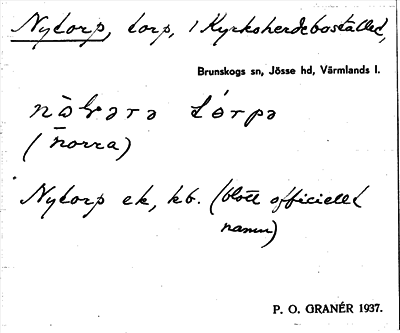 Nytorp, torp, i Kyrkoherdebostället,
Brunskogs sn, Jösse hd, Värmlands l.
(norra)
Nytorp ek, kb. (blott officiellt
namn)
P. O. GRANÉR 1937.